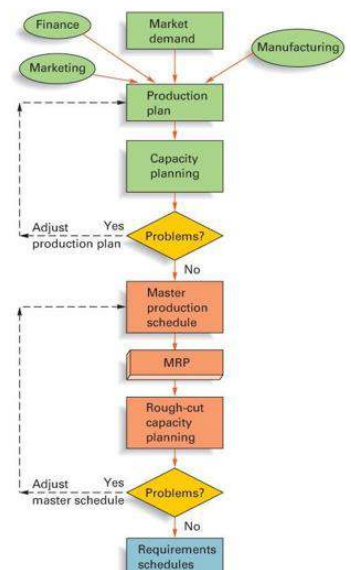 Finance
Market
demand
Manufacturing
Marketing
Production
plan
Capacity
planning
Adjust Yes
production plan
Problems?
No
Master
production
schedule
MRP
Rough-cut
capacity
planning
Adjust Yes
master schedule
Problems?
No
Requirements
schedules